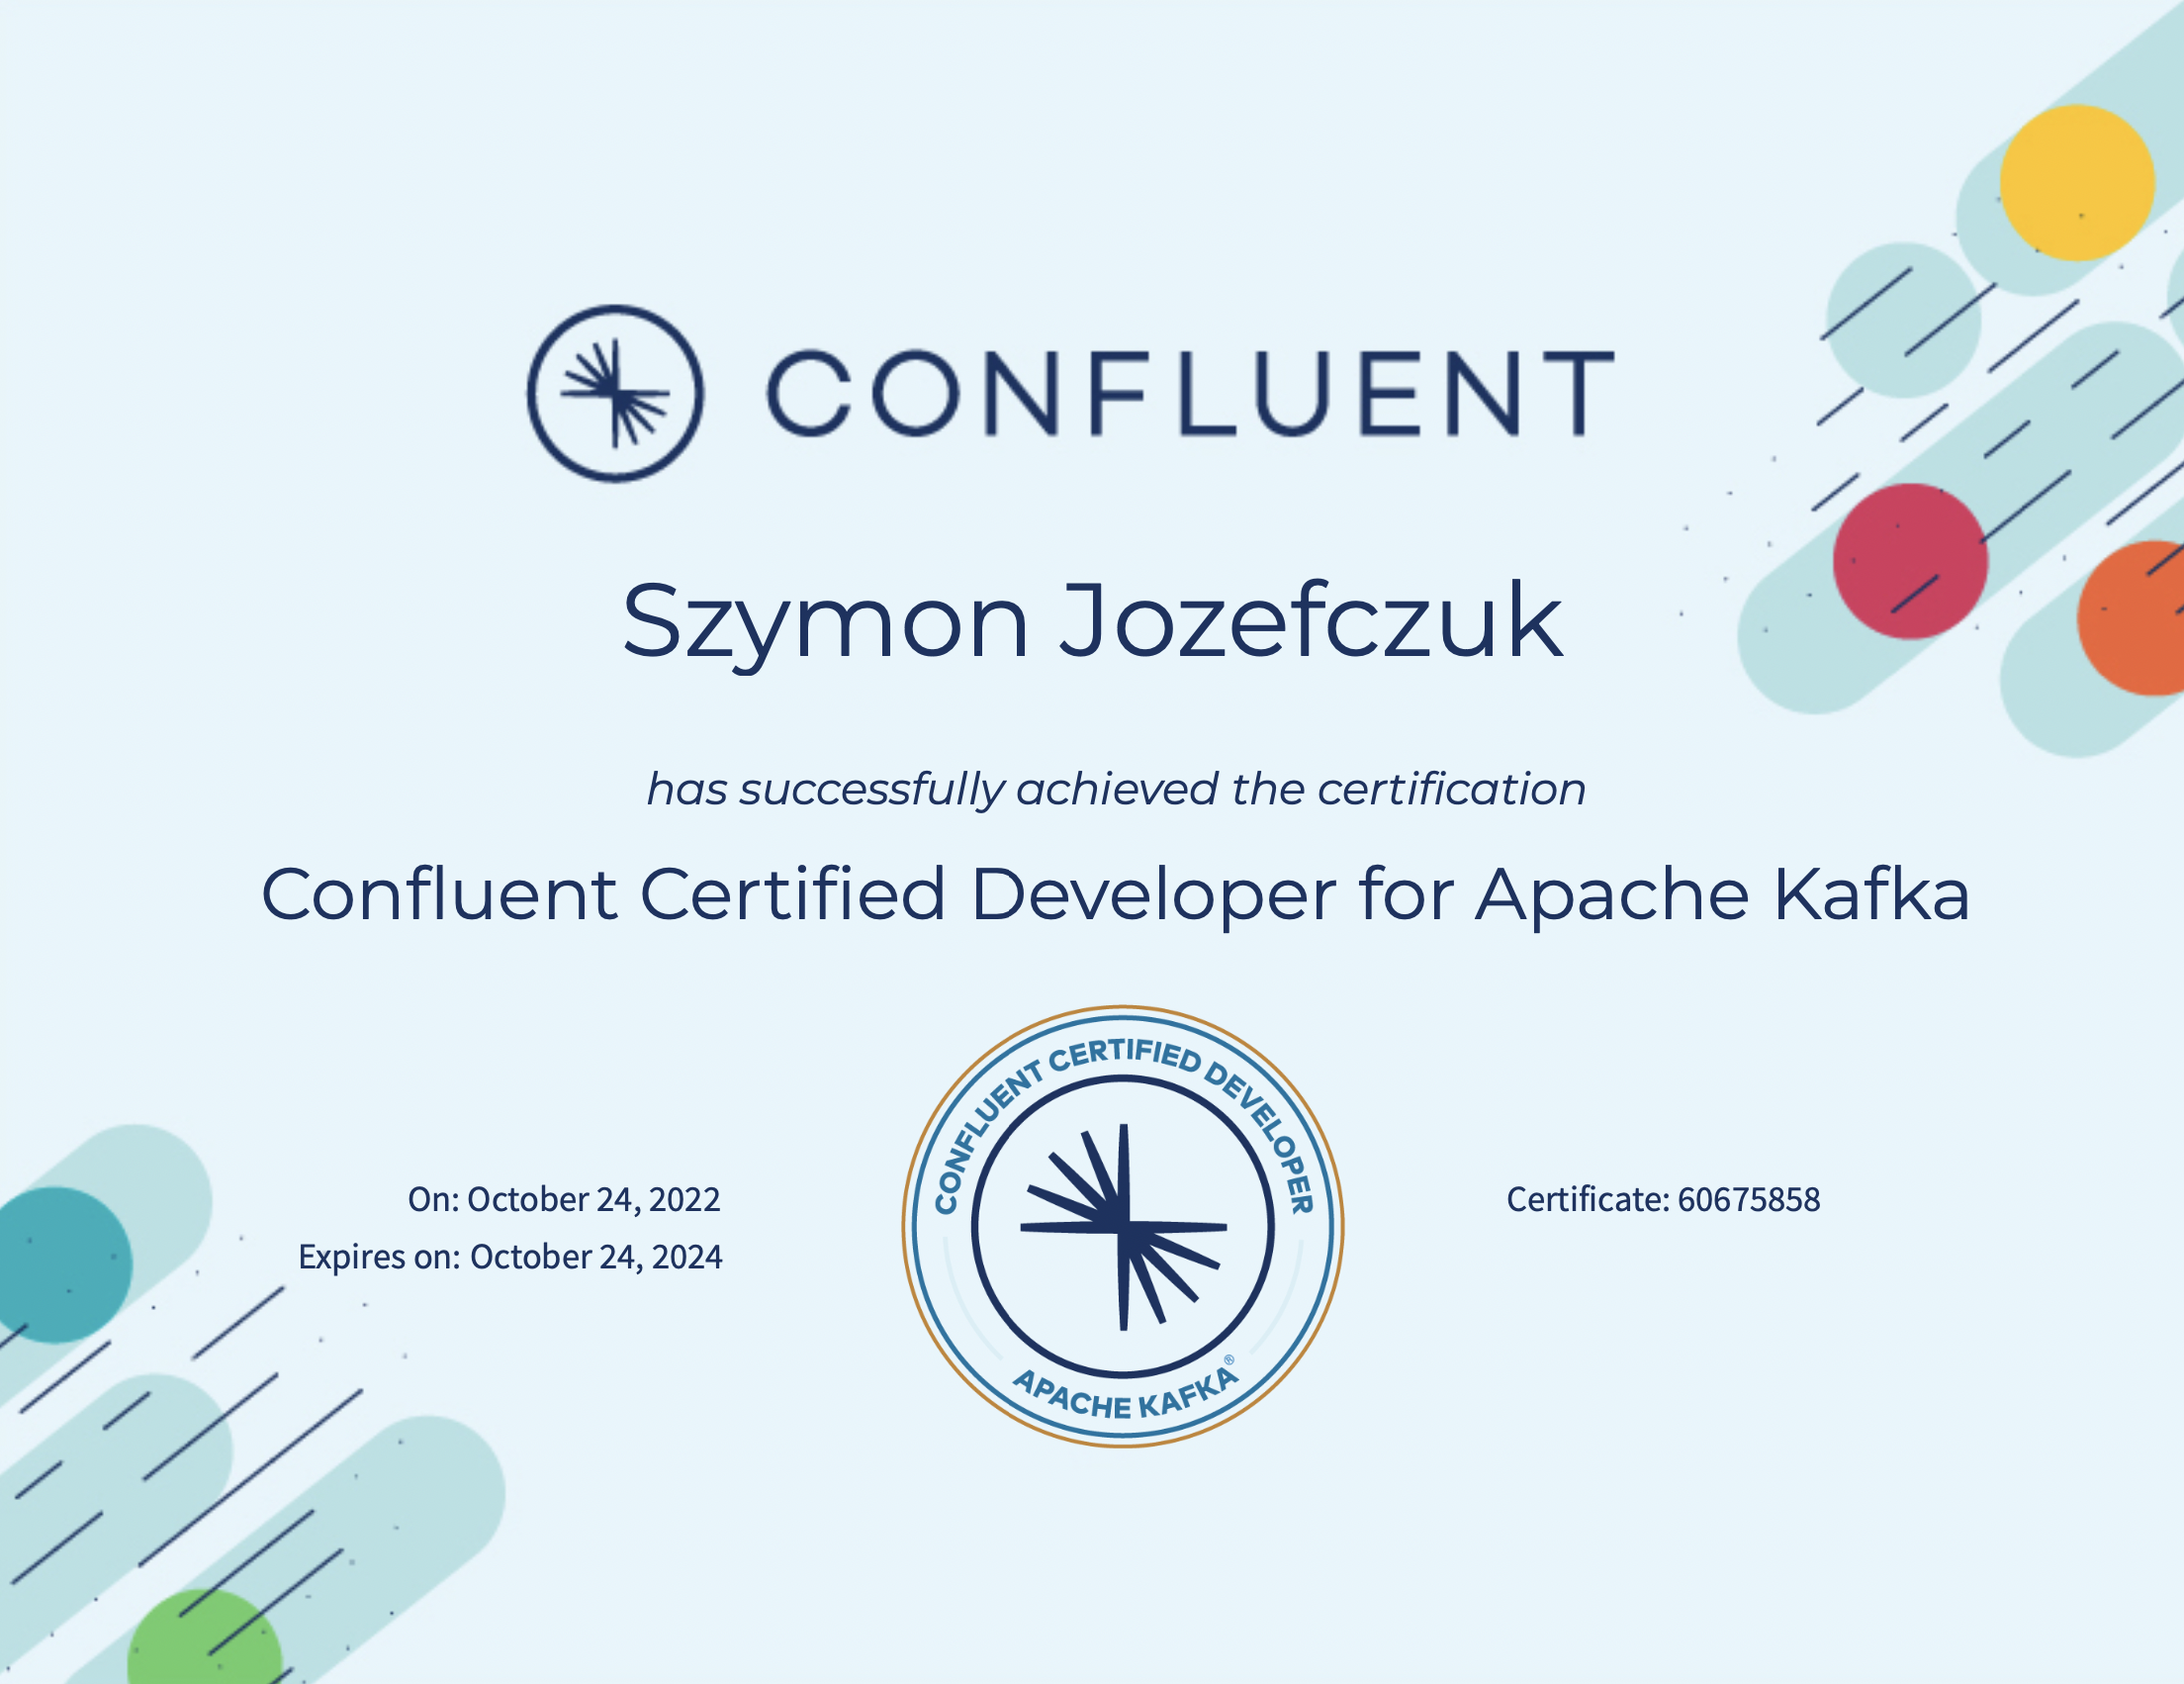 CONFLUENT
Szymon Jozefczuk
has successfully achieved the certification
Confluent Certified Developer for Apache Kafka
CONFLUENT CERTIFIED DEVELOPER
On: October 24, 2022
Certificate: 60675858
Expires on: October 24, 2024
APACHE KAFKA®